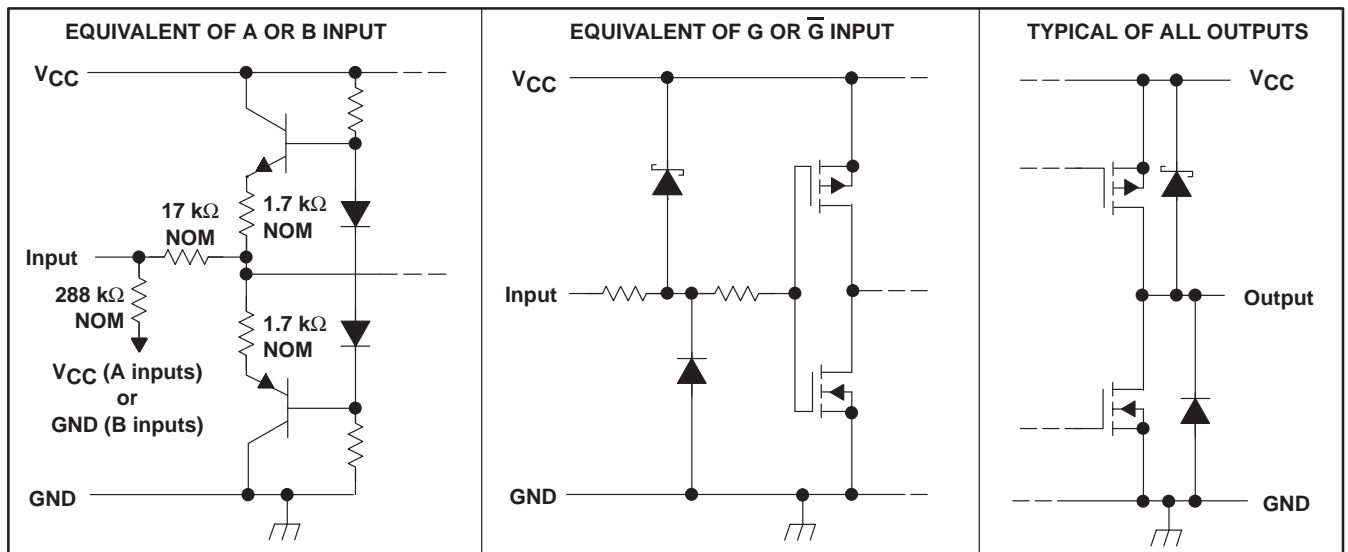 EQUIVALENT OF A OR B INPUT
VCC
17 kΩ
NOM
1.7 kΩ
NOM
Input
288 kΩ
NOM
1.7 kΩ
NOM
VCC (A inputs)
or
GND (B inputs)
GND
EQUIVALENT OF G OR G̅ INPUT
VCC
Input
GND
TYPICAL OF ALL OUTPUTS
VCC
Output
GND